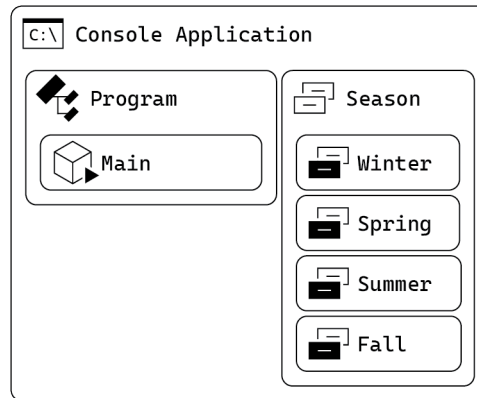 C:\ Console Application
Program
Main
Season
Winter
Spring
Summer
Fall